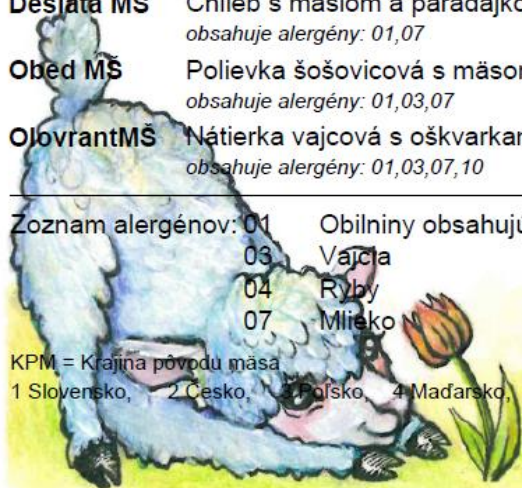 Desiata MŠ Chlieb s maslom a paradajko
obsahuje alergény: 01,07
Obed MŠ Polievka šošovicová s mäsom
obsahuje alergény: 01,03,07
OlovrantMŠ Nátierka vajcová s oškvarkam
obsahuje alergény: 01,03,07,10
Zoznam alergénov: 01 Obilniny obsahujú
03 Vajcia
04 Ryby
07 Mlieko
KPM = Krajina pôvodu mäsa
1 Slovensko, 2 Česko, 3 Poľsko, 4 Maďarsko,